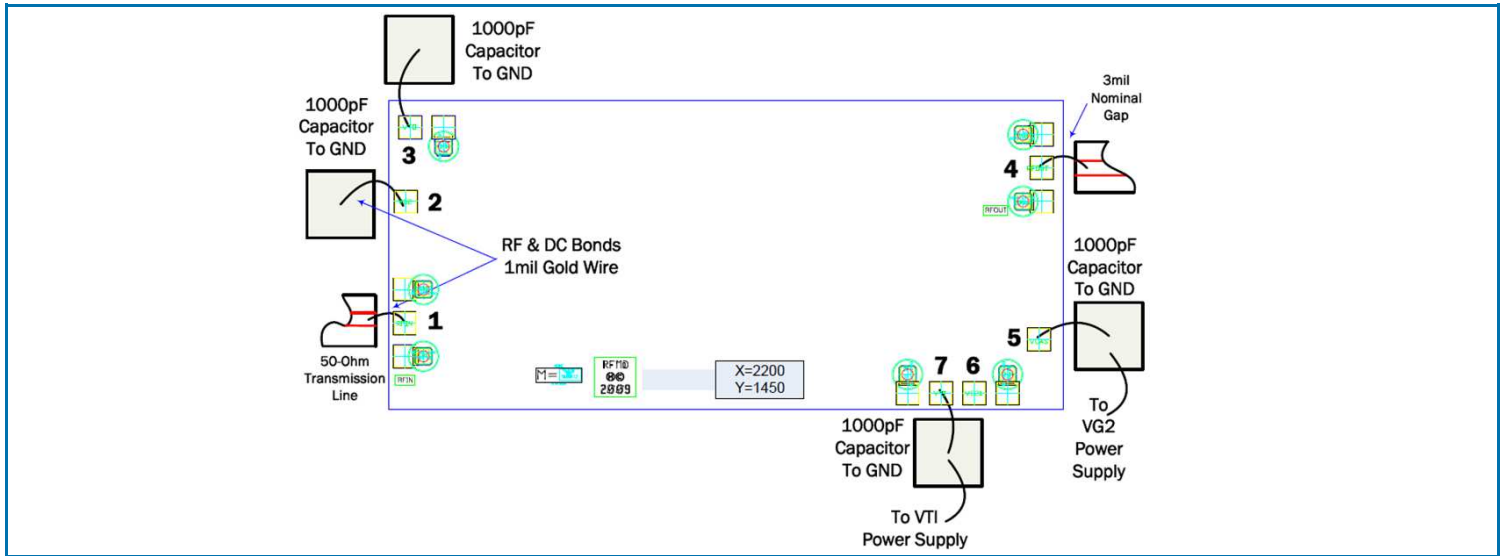 1000pF
Capacitor
To GND
1000pF
Capacitor
To GND
3
2
RF & DC Bonds
1mil Gold Wire
1
50-Ohm
Transmission
Line
RFIN
M=
RFMD
2009
X=2200
Y=1450
3mil
Nominal
Gap
4
RFOUT
1000pF
Capacitor
To GND
5
7 6
To
VG2
Power
Supply
1000pF
Capacitor
To GND
To VTI
Power Supply